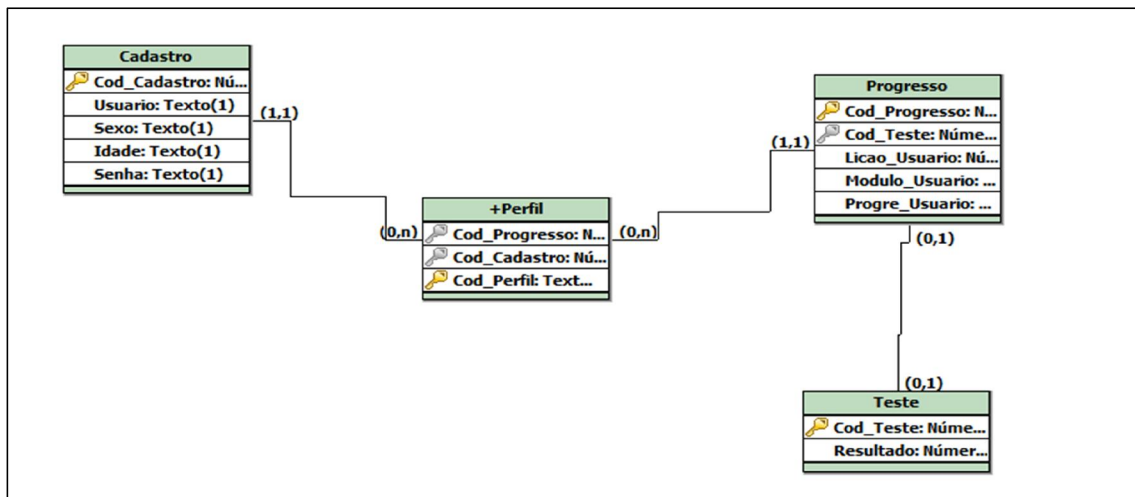 Cadastro
Cod_Cadastro: Nú...
Usuario: Texto(1)
Sexo: Texto(1)
Idade: Texto(1)
Senha: Texto(1)
(1,1)
(0,n)
+Perfil
Cod_Progresso: N...
Cod_Cadastro: Nú...
Cod_Perfil: Text...
(0,n)
(1,1)
Progresso
Cod_Progresso: N...
Cod_Teste: Núme...
Licao_Usuario: Nú...
Modulo_Usuario: ...
Progre_Usuario: ...
(0,1)
(0,1)
Teste
Cod_Teste: Núme...
Resultado: Númer...